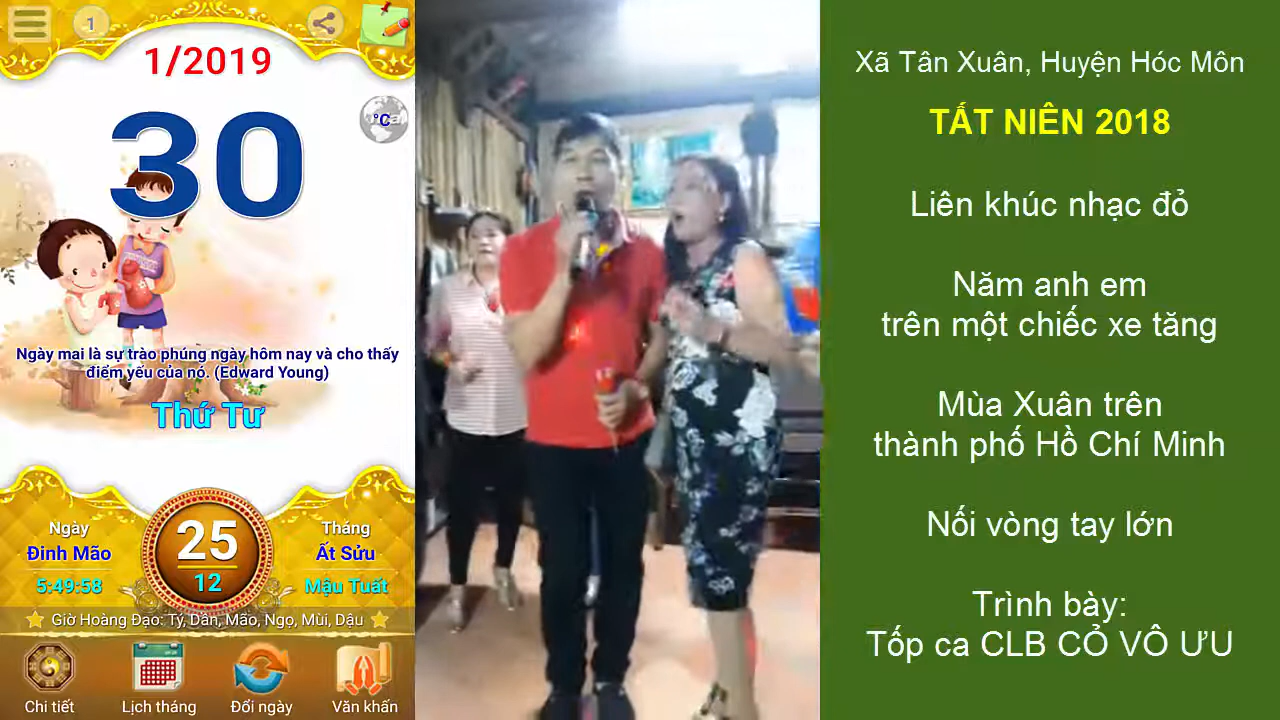 1
1/2019
30
°C
Ngày mai là sự trào phúng ngày hôm nay và cho thấy
điểm yếu của nó. (Edward Young)
Thứ Tư
Ngày
Đinh Mão
5:49:58
25
12
Tháng
Ất Sửu
Mậu Tuất
Giờ Hoàng Đạo: Tý, Dần, Mão, Ngọ, Mùi, Dậu
Chi tiết
Lịch tháng
Đổi ngày
Văn khấn
Xã Tân Xuân, Huyện Hóc Môn
TẤT NIÊN 2018
Liên khúc nhạc đỏ
Năm anh em
trên một chiếc xe tăng
Mùa Xuân trên
thành phố Hồ Chí Minh
Nối vòng tay lớn
Trình bày:
Tốp ca CLB CỎ VÔ ƯU